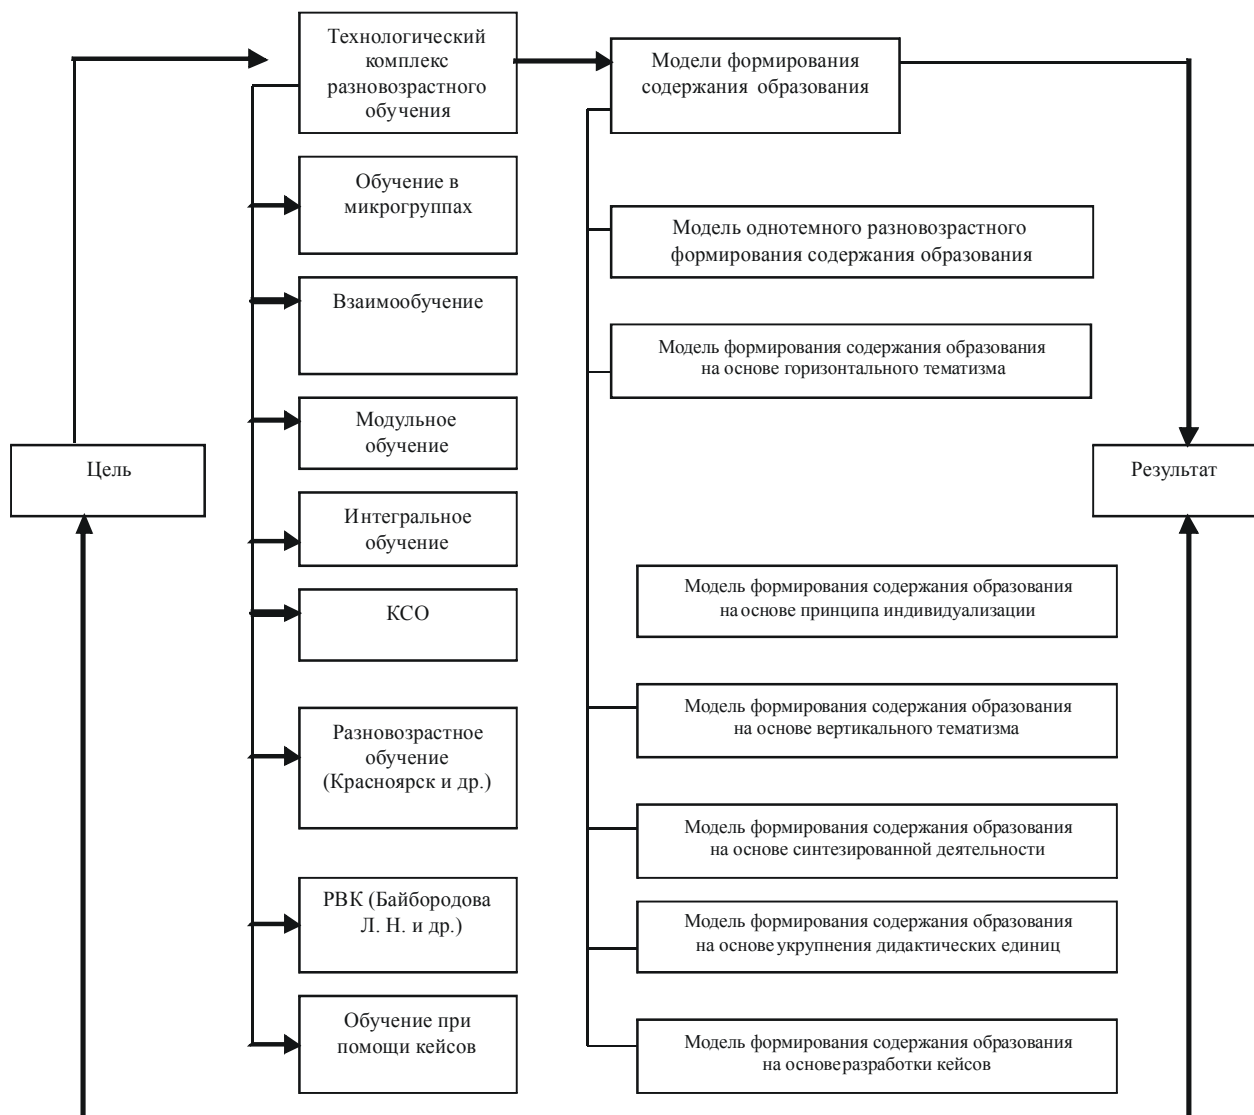 Технологический
комплекс
разновозрастного
обучения
Модели формирования
содержания образования
Обучение в
микрогруппах
Модель однотемного разновозрастного
формирования содержания образования
Взаимообучение
Модель формирования содержания образования
на основе горизонтального тематизма
Модульное
обучение
Цель
Результат
Интегральное
обучение
Модель формирования содержания образования
на основе принципа индивидуализации
КСО
Модель формирования содержания образования
на основе вертикального тематизма
Разновозрастное
обучение
(Красноярск и др.)
Модель формирования содержания образования
на основе синтезированной деятельности
РВК (Байбородова
Л. Н. и др.)
Модель формирования содержания образования
на основе укрупнения дидактических единиц
Обучение при
помощи кейсов
Модель формирования содержания образования
на основе разработки кейсов